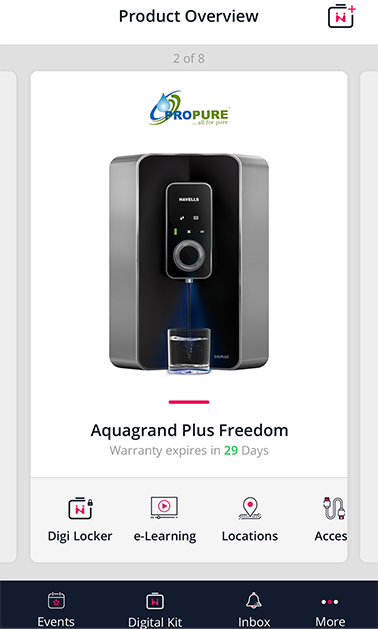 Product Overview
2 of 8
PROPURE
...all for pure
HAVELLS
DIGIPLUS
Aquagrand Plus Freedom
Warranty expires in 29 Days
Digi Locker
e-Learning
Locations
Acces
Events
Digital Kit
Inbox
More